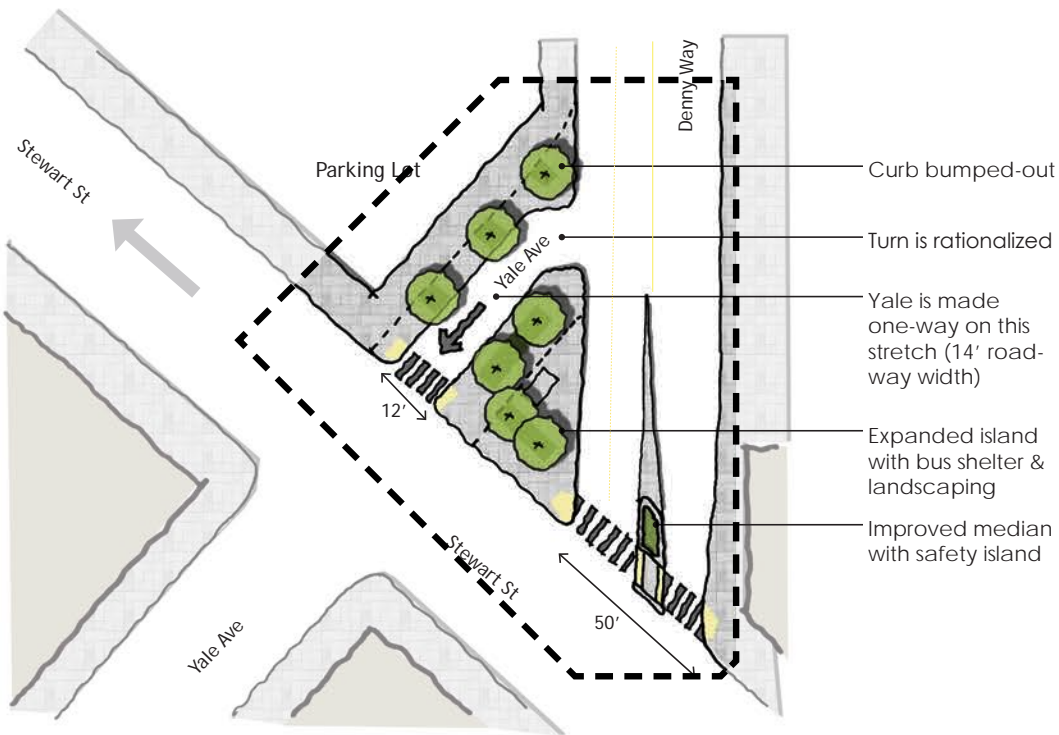 Denny Way
Stewart St
Parking Lot
Curb bumped-out
Yale Ave
Turn is rationalized
Yale is made
one-way on this
stretch (14' road-
way width)
12'
Expanded island
with bus shelter &
landscaping
Improved median
with safety island
Stewart St
50'
Yale Ave